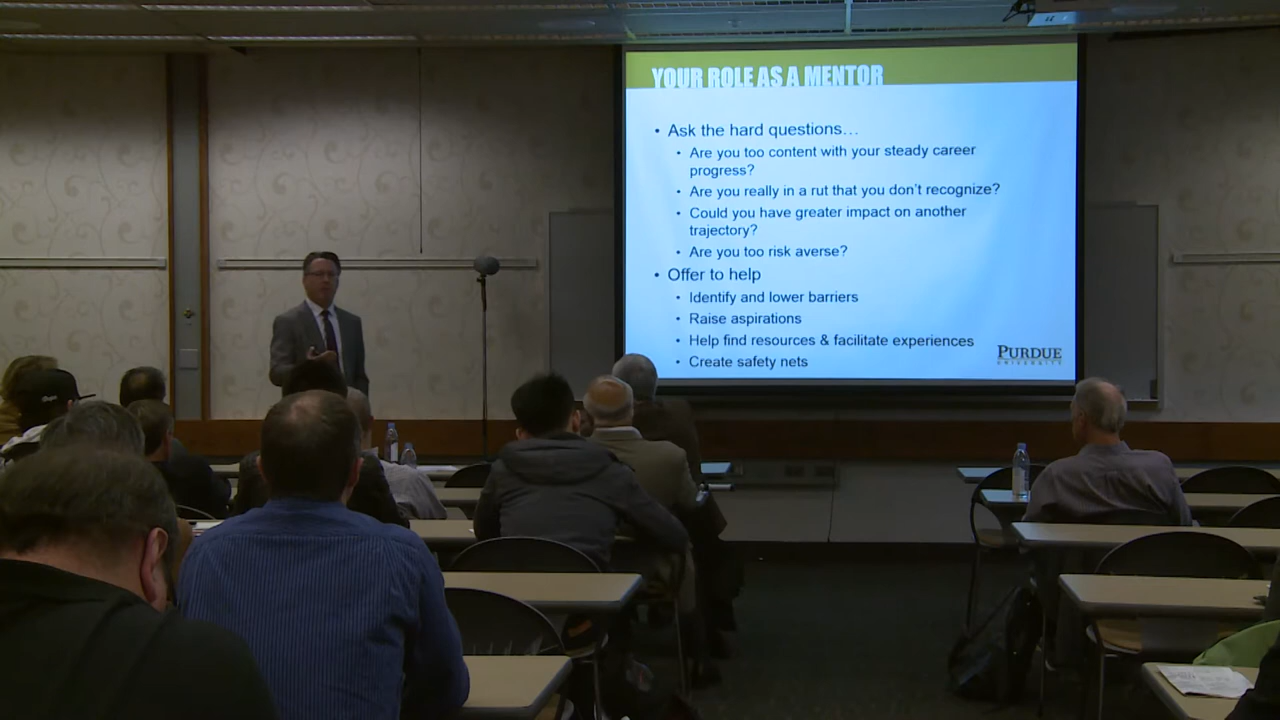 YOUR ROLE AS A MENTOR
• Ask the hard questions…
• Are you too content with your steady career
progress?
• Are you really in a rut that you don't recognize?
• Could you have greater impact on another
trajectory?
• Are you too risk averse?
• Offer to help
• Identify and lower barriers
• Raise aspirations
• Help find resources & facilitate experiences
• Create safety nets
PURDUE
UNIVERSITY